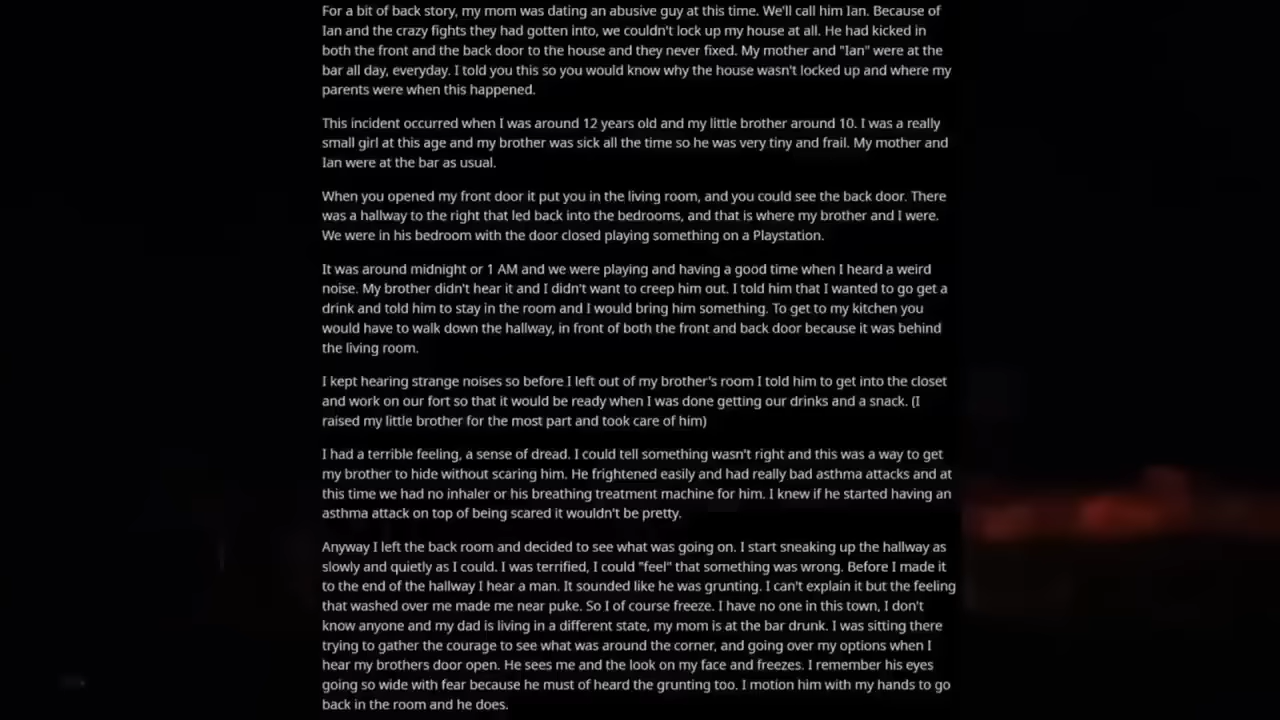 For a bit of back story, my mom was dating an abusive guy at this time. We'll call him Ian. Because of
Ian and the crazy fights they had gotten into, we couldn't lock up my house at all. He had kicked in
both the front and the back door to the house and they never fixed. My mother and "Ian" were at the
bar all day, everyday. I told you this so you would know why the house wasn't locked up and where my
parents were when this happened.
This incident occurred when I was around 12 years old and my little brother around 10. I was a really
small girl at this age and my brother was sick all the time so he was very tiny and frail. My mother and
Ian were at the bar as usual.
When you opened my front door it put you in the living room, and you could see the back door. There
was a hallway to the right that led back into the bedrooms, and that is where my brother and I were.
We were in his bedroom with the door closed playing something on a Playstation.
It was around midnight or 1 AM and we were playing and having a good time when I heard a weird
noise. My brother didn't hear it and I didn't want to creep him out. I told him that I wanted to go get a
drink and told him to stay in the room and I would bring him something. To get to my kitchen you
would have to walk down the hallway, in front of both the front and back door because it was behind
the living room.
I kept hearing strange noises so before I left out of my brother's room I told him to get into the closet
and work on our fort so that it would be ready when I was done getting our drinks and a snack. (I
raised my little brother for the most part and took care of him)
I had a terrible feeling, a sense of dread. I could tell something wasn't right and this was a way to get
my brother to hide without scaring him. He frightened easily and had really bad asthma attacks and at
this time we had no inhaler or his breathing treatment machine for him. I knew if he started having an
asthma attack on top of being scared it wouldn't be pretty.
Anyway I left the back room and decided to see what was going on. I start sneaking up the hallway as
slowly and quietly as I could. I was terrified, I could "feel" that something was wrong. Before I made it
to the end of the hallway I hear a man. It sounded like he was grunting. I can't explain it but the feeling
that washed over me made me near puke. So I of course freeze. I have no one in this town, I don't
know anyone and my dad is living in a different state, my mom is at the bar drunk. I was sitting there
trying to gather the courage to see what was around the corner, and going over my options when I
hear my brothers door open. He sees me and the look on my face and freezes. I remember his eyes
going so wide with fear because he must of heard the grunting too. I motion him with my hands to go
back in the room and he does.